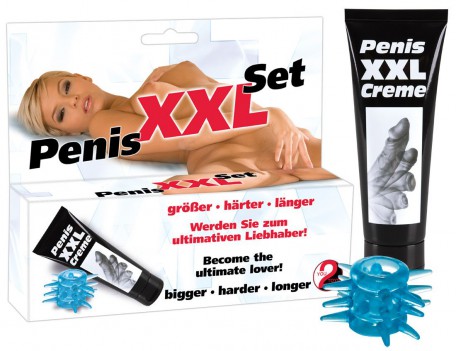 Penis XXL Set
Penis XXL Set
größer • härter • länger
Werden Sie zum
ultimativen Liebhaber!
Become the
ultimate lover!
bigger • harder • longer
Penis
XXL
Creme
Penis
XXL
Creme